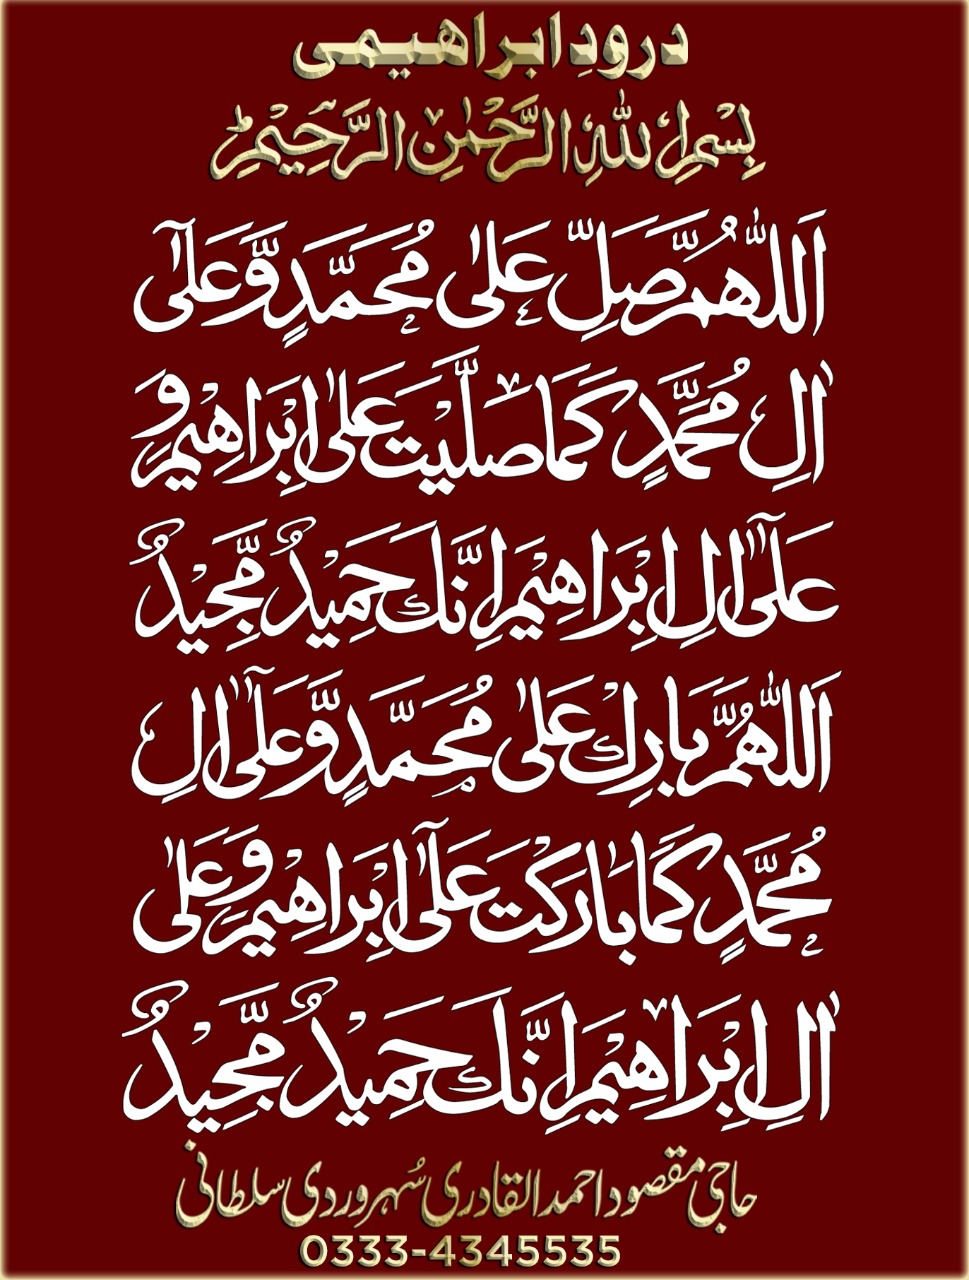 درودِ ابراھیمی
بِسْمِ اللّٰہِ الرَّحْمٰنِ الرَّحِیْمِ
اَللّٰھُمَّ صَلِّ عَلٰی مُحَمَّدٍ وَّعَلٰٓی
اٰلِ مُحَمَّدٍ کَمَا صَلَّیْتَ عَلٰی اِبْرَاھِیْمَ وَ
عَلٰٓی اٰلِ اِبْرَاھِیْمَ اِنَّكَ حَمِیْدٌ مَّجِیْدٌ
اَللّٰھُمَّ بَارِكْ عَلٰی مُحَمَّدٍ وَّعَلٰٓی اٰلِ
مُحَمَّدٍ کَمَا بَارَکْتَ عَلٰٓی اِبْرَاھِیْمَ وَعَلٰی
اٰلِ اِبْرَاھِیْمَ اِنَّكَ حَمِیْدٌ مَّجِیْدٌ
حاجی مقصود احمد القادری سُہروردی سلطانی
0333-4345535